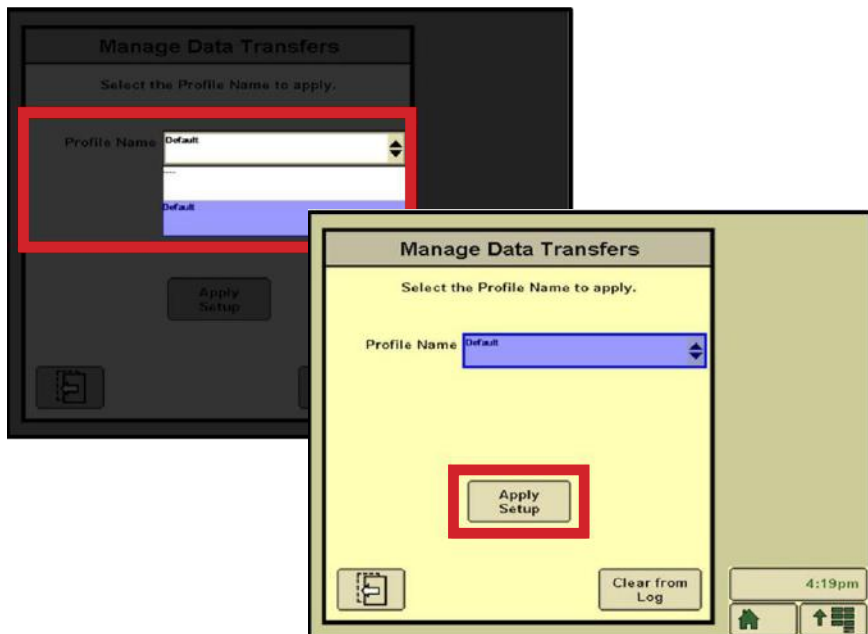 Manage Data Transfers
Select the Profile Name to apply.
Profile Name Default
---
Default
Apply
Setup
Manage Data Transfers
Select the Profile Name to apply.
Profile Name Default
Apply
Setup
Clear from
Log
4:19pm